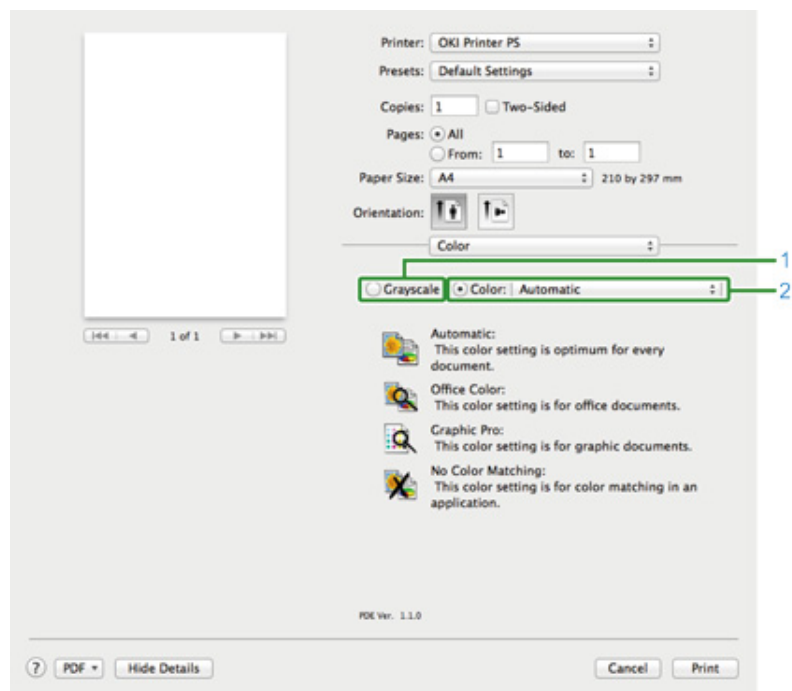 Printer: OKI Printer PS
Presets: Default Settings
Copies: 1 Two-Sided
Pages: All
From: 1 to: 1
Paper Size: A4 210 by 297 mm
Orientation:
Color
1
Grayscale Color: Automatic
2
1 of 1
Automatic:
This color setting is optimum for every
document.
Office Color:
This color setting is for office documents.
Graphic Pro:
This color setting is for graphic documents.
No Color Matching:
This color setting is for color matching in an
application.
PDE Ver. 1.1.0
? PDF Hide Details Cancel Print